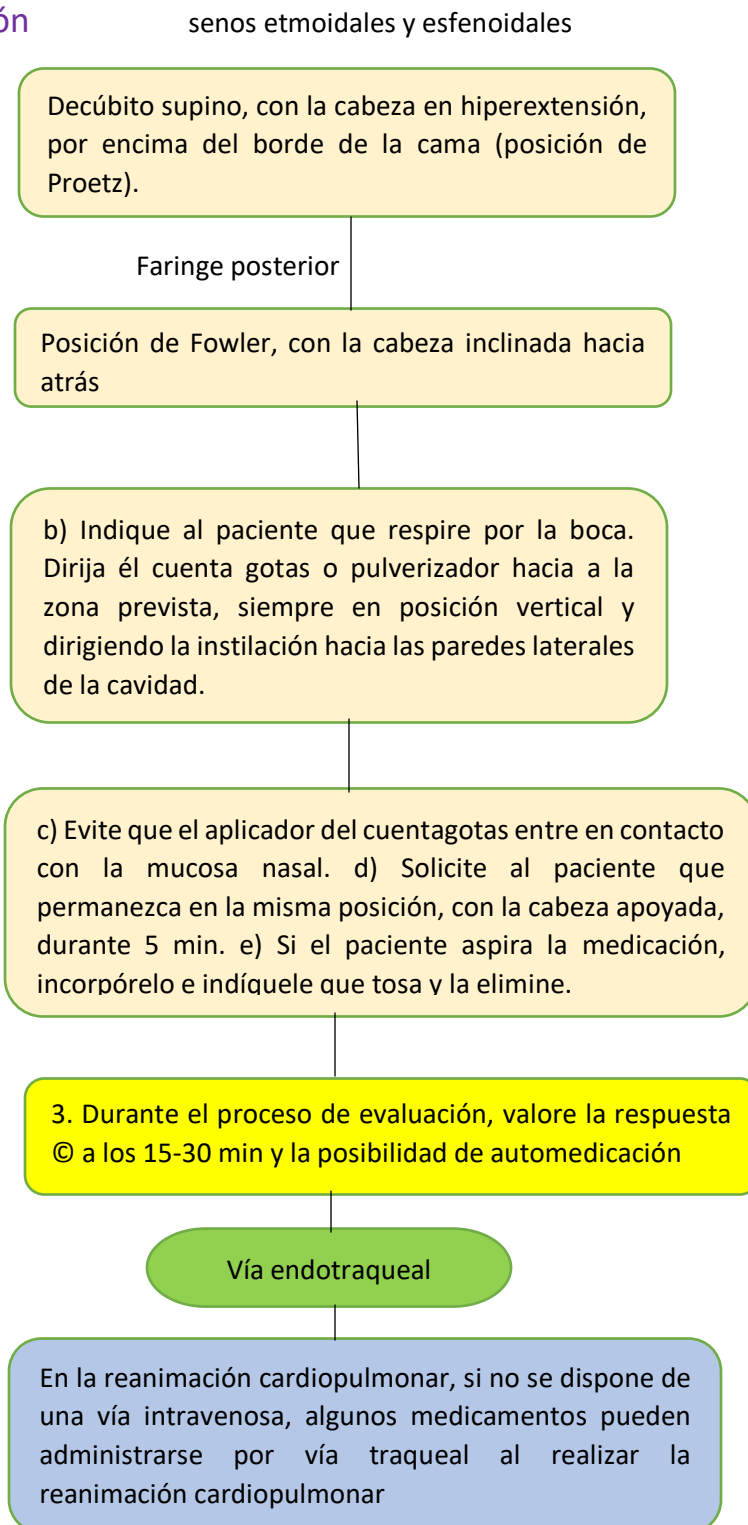 ón
senos etmoidales y esfenoidales
Decúbito supino, con la cabeza en hiperextensión,
por encima del borde de la cama (posición de
Proetz).
Faringe posterior
Posición de Fowler, con la cabeza inclinada hacia
atrás
b) Indique al paciente que respire por la boca.
Dirija él cuenta gotas o pulverizador hacia a la
zona prevista, siempre en posición vertical y
dirigiendo la instilación hacia las paredes laterales
de la cavidad.
c) Evite que el aplicador del cuentagotas entre en contacto
con la mucosa nasal. d) Solicite al paciente que
permanezca en la misma posición, con la cabeza apoyada,
durante 5 min. e) Si el paciente aspira la medicación,
incorpórelo e indíquele que tosa y la elimine.
3. Durante el proceso de evaluación, valore la respuesta
© a los 15-30 min y la posibilidad de automedicación
Vía endotraqueal
En la reanimación cardiopulmonar, si no se dispone de
una vía intravenosa, algunos medicamentos pueden
administrarse por vía traqueal al realizar la
reanimación cardiopulmonar